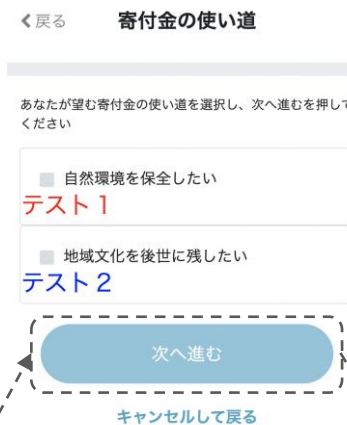 戻る 寄付金の使い道
あなたが望む寄付金の使い道を選択し、次へ進むを押して
ください
自然環境を保全したい
テスト1
地域文化を後世に残したい
テスト2
次へ進む
キャンセルして戻る